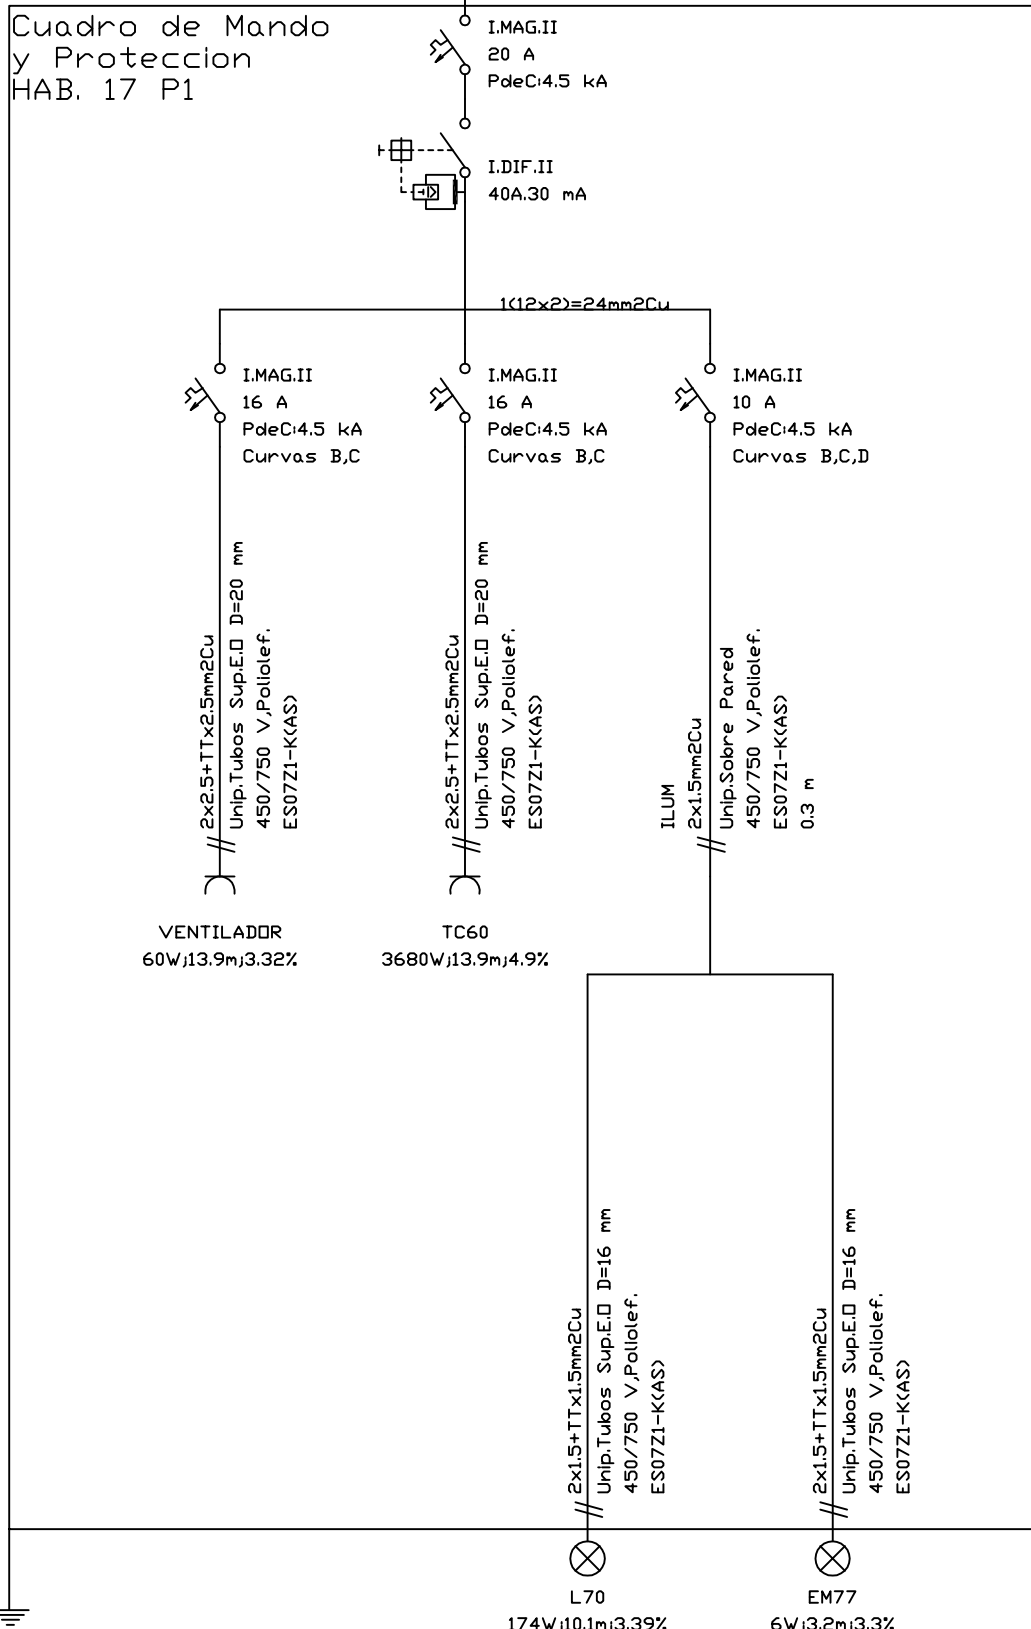 Cuadro de Mando
y Proteccion
HAB. 17 P1
I.MAG.II
20 A
PdeC:4.5 kA
I.DIF.II
40A.30 mA
1(12x2)=24mm2Cu
I.MAG.II
16 A
PdeC:4.5 kA
Curvas B,C
I.MAG.II
16 A
PdeC:4.5 kA
Curvas B,C
I.MAG.II
10 A
PdeC:4.5 kA
Curvas B,C,D
2x2.5+TTx2.5mm2Cu
Unip.Tubos Sup.E.O D=20 mm
450/750 V,Poliolef.
ES07Z1-K(AS)
2x2.5+TTx2.5mm2Cu
Unip.Tubos Sup.E.O D=20 mm
450/750 V,Poliolef.
ES07Z1-K(AS)
ILUM
2x1.5mm2Cu
Unip.Sobre Pared
450/750 V,Poliolef.
ES07Z1-K(AS)
0.3 m
VENTILADOR
60W;13.9m;3.32%
TC60
3680W;13.9m;4.9%
2x1.5+TTx1.5mm2Cu
Unip.Tubos Sup.E.O D=16 mm
450/750 V,Poliolef.
ES07Z1-K(AS)
2x1.5+TTx1.5mm2Cu
Unip.Tubos Sup.E.O D=16 mm
450/750 V,Poliolef.
ES07Z1-K(AS)
L70
174W;10.1m;3.39%
EM77
6W;3.2m;3.3%